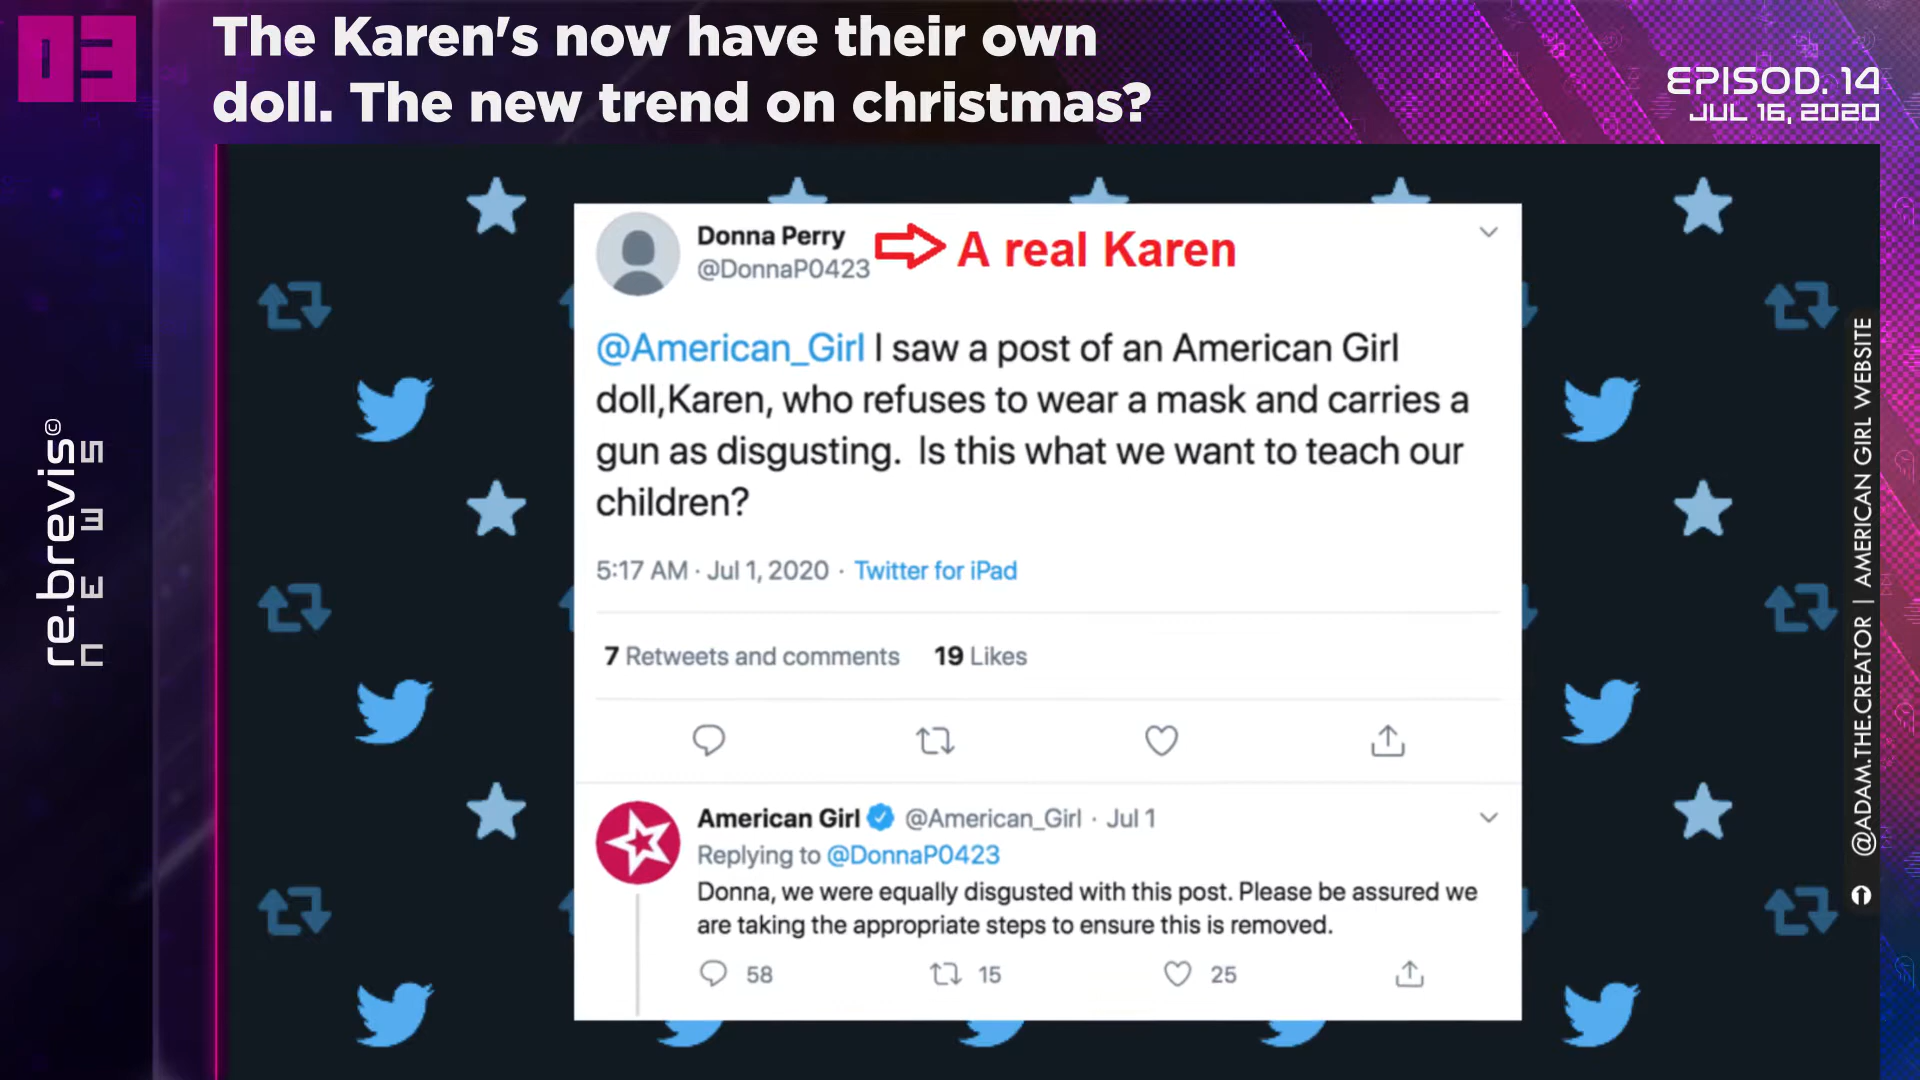 03
The Karen's now have their own
doll. The new trend on christmas?
EPISOD. 14
JUL 16, 2020
re.brevis©
NEWS
Donna Perry
@DonnaP0423
A real Karen
@American_Girl I saw a post of an American Girl
doll,Karen, who refuses to wear a mask and carries a
gun as disgusting.  Is this what we want to teach our
children?
5:17 AM · Jul 1, 2020 · Twitter for iPad
7 Retweets and comments 19 Likes
American Girl @American_Girl · Jul 1
Replying to @DonnaP0423
Donna, we were equally disgusted with this post. Please be assured we
are taking the appropriate steps to ensure this is removed.
58 15 25
@ADAM.THE.CREATOR | AMERICAN GIRL WEBSITE